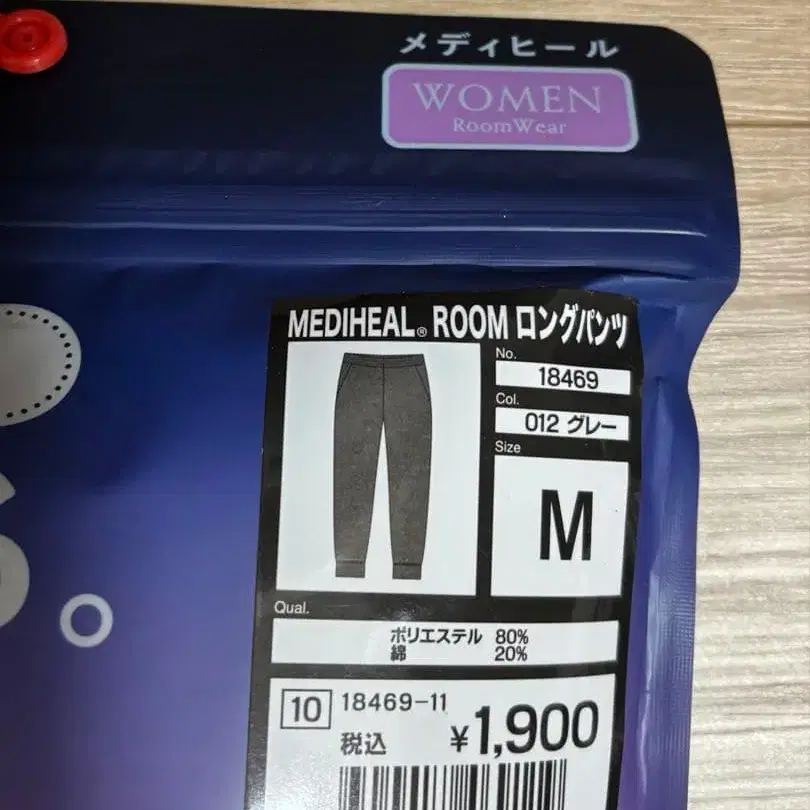 メディヒール
WOMEN
RoomWear
MEDIHEAL® ROOM ロングパンツ
No.
18469
Col.
012 グレー
Size
M
Qual.
ポリエステル 80%
綿 20%
10 18469-11
税込 ¥1,900
S。